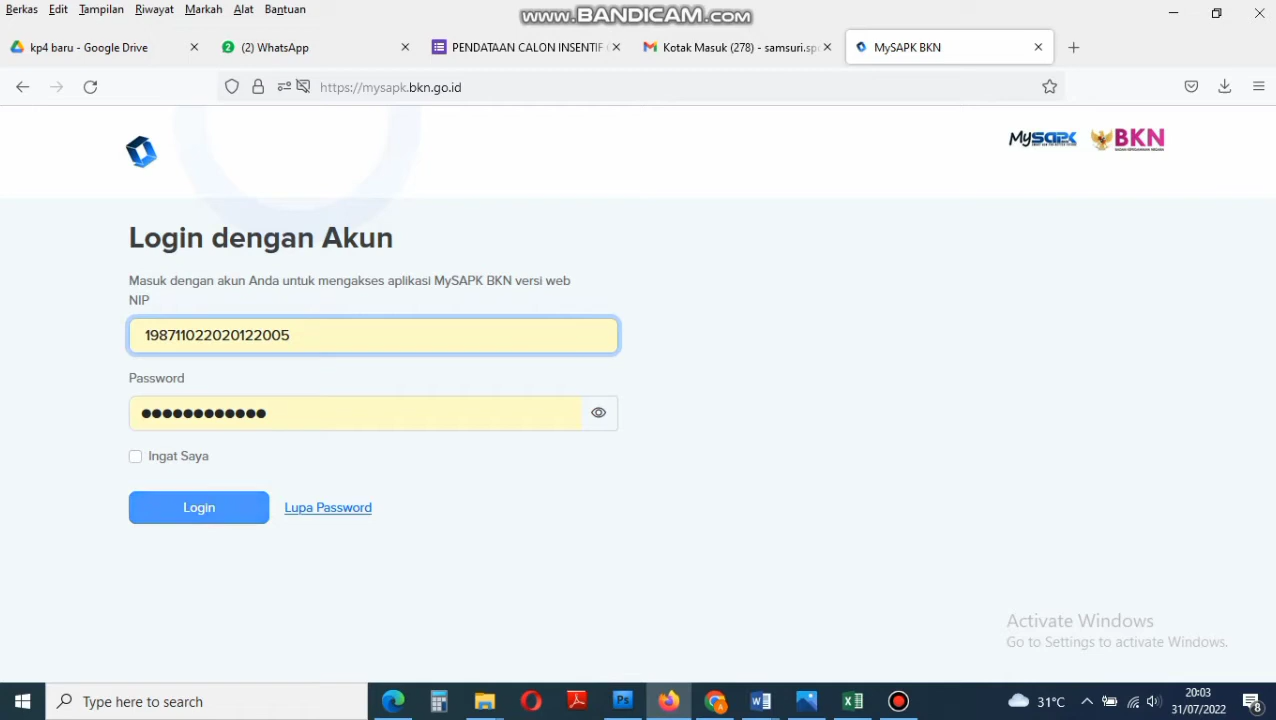 Berkas Edit Tampilan Riwayat Markah Alat Bantuan
www.BANDICAM.com
kp4 baru - Google Drive
(2) WhatsApp
PENDATAAN CALON INSENTIF
Kotak Masuk (278) - samsuri.sp
MySAPK BKN
https://mysapk.bkn.go.id
MySAPK
BKN
Login dengan Akun
Masuk dengan akun Anda untuk mengakses aplikasi MySAPK BKN versi web
NIP
198711022020122005
Password
Ingat Saya
Login Lupa Password
Activate Windows
Go to Settings to activate Windows.
Type here to search
31°C
20:03
31/07/2022
8